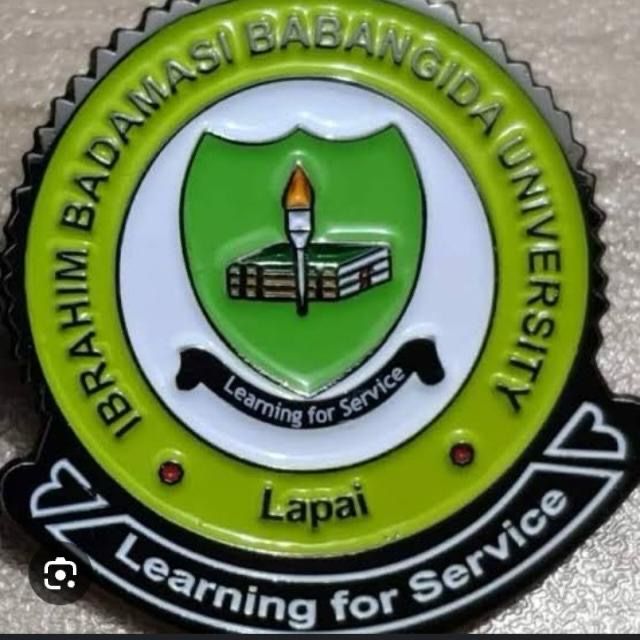 IBRAHIM BADAMASI BABANGIDA UNIVERSITY
Learning for Service
Lapai
Learning for Service